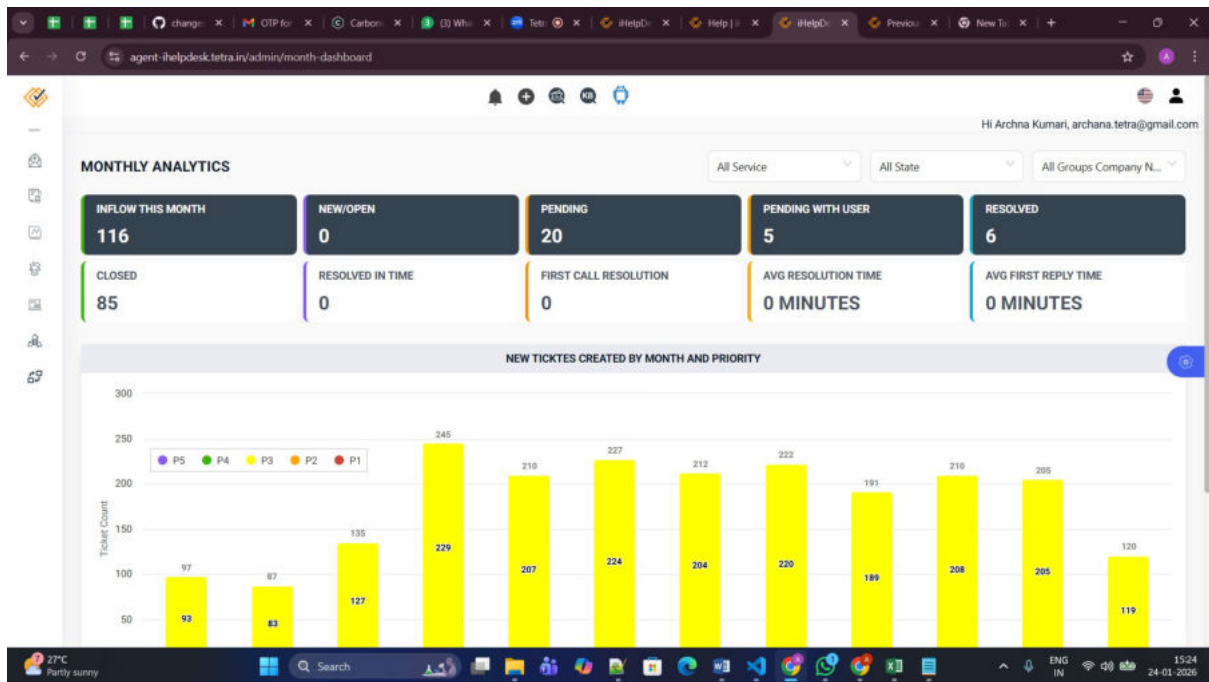 change
OTP for
Carbon
(3) Wha
Tetr
iHelpDe
Help | i
iHelpDe
Previou
New Ta
agent-ihelpdesk.tetra.in/admin/month-dashboard
A
KB
Hi Archna Kumari, archana.tetra@gmail.com
MONTHLY ANALYTICS
All Service
All State
All Groups Company N...
INFLOW THIS MONTH
NEW/OPEN
PENDING
PENDING WITH USER
RESOLVED
116
0
20
5
6
CLOSED
RESOLVED IN TIME
FIRST CALL RESOLUTION
AVG RESOLUTION TIME
AVG FIRST REPLY TIME
85
0
0
0 MINUTES
0 MINUTES
NEW TICKTES CREATED BY MONTH AND PRIORITY
Ticket Count
300
250
200
150
100
50
P5 P4 P3 P2 P1
97
87
135
245
210
227
212
222
191
210
205
120
93
83
127
229
207
224
204
220
189
208
205
119
27°C
Partly sunny
Search
ENG
IN
15:24
24-01-2026